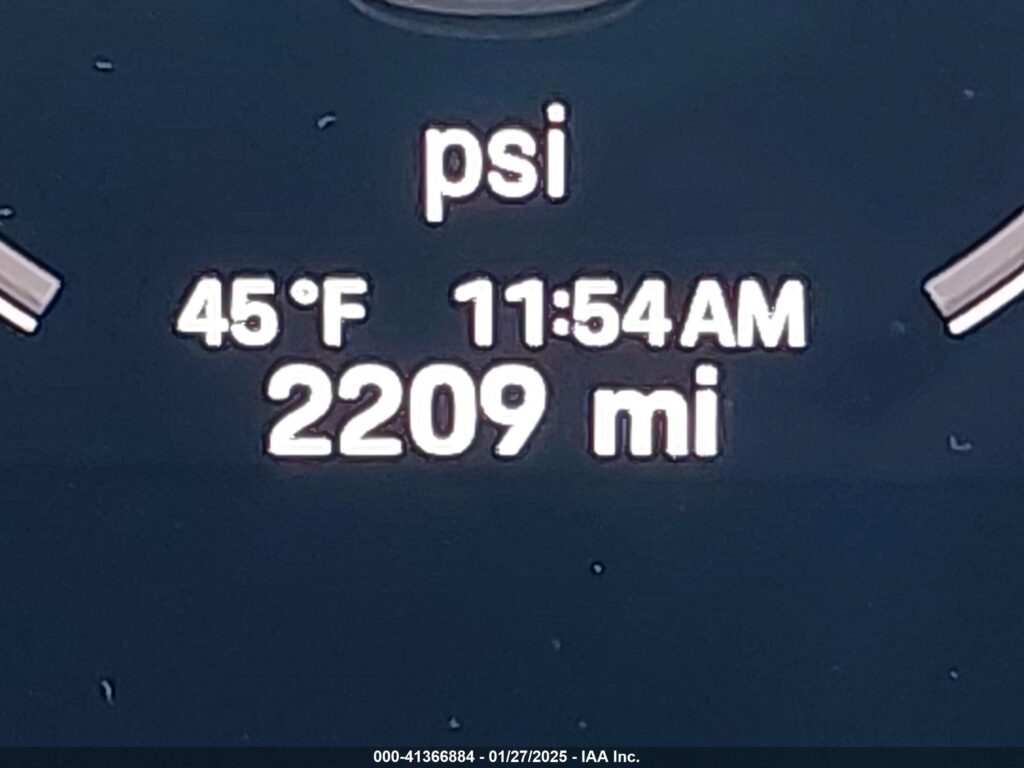 psi
45°F 11:54AM
2209 mi
000-41366884 - 01/27/2025 - IAA Inc.